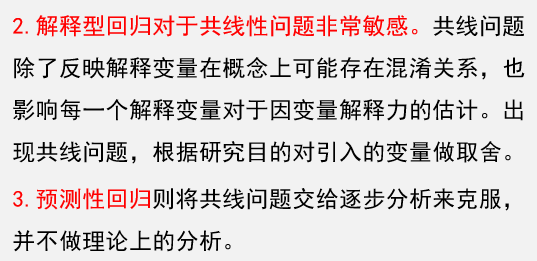 2.解释型回归对于共线性问题非常敏感。共线问题
除了反映解释变量在概念上可能存在混淆关系，也
影响每一个解释变量对于因变量解释力的估计。出
现共线问题，根据研究目的对引入的变量做取舍。
3.预测性回归则将共线问题交给逐步分析来克服，
并不做理论上的分析。